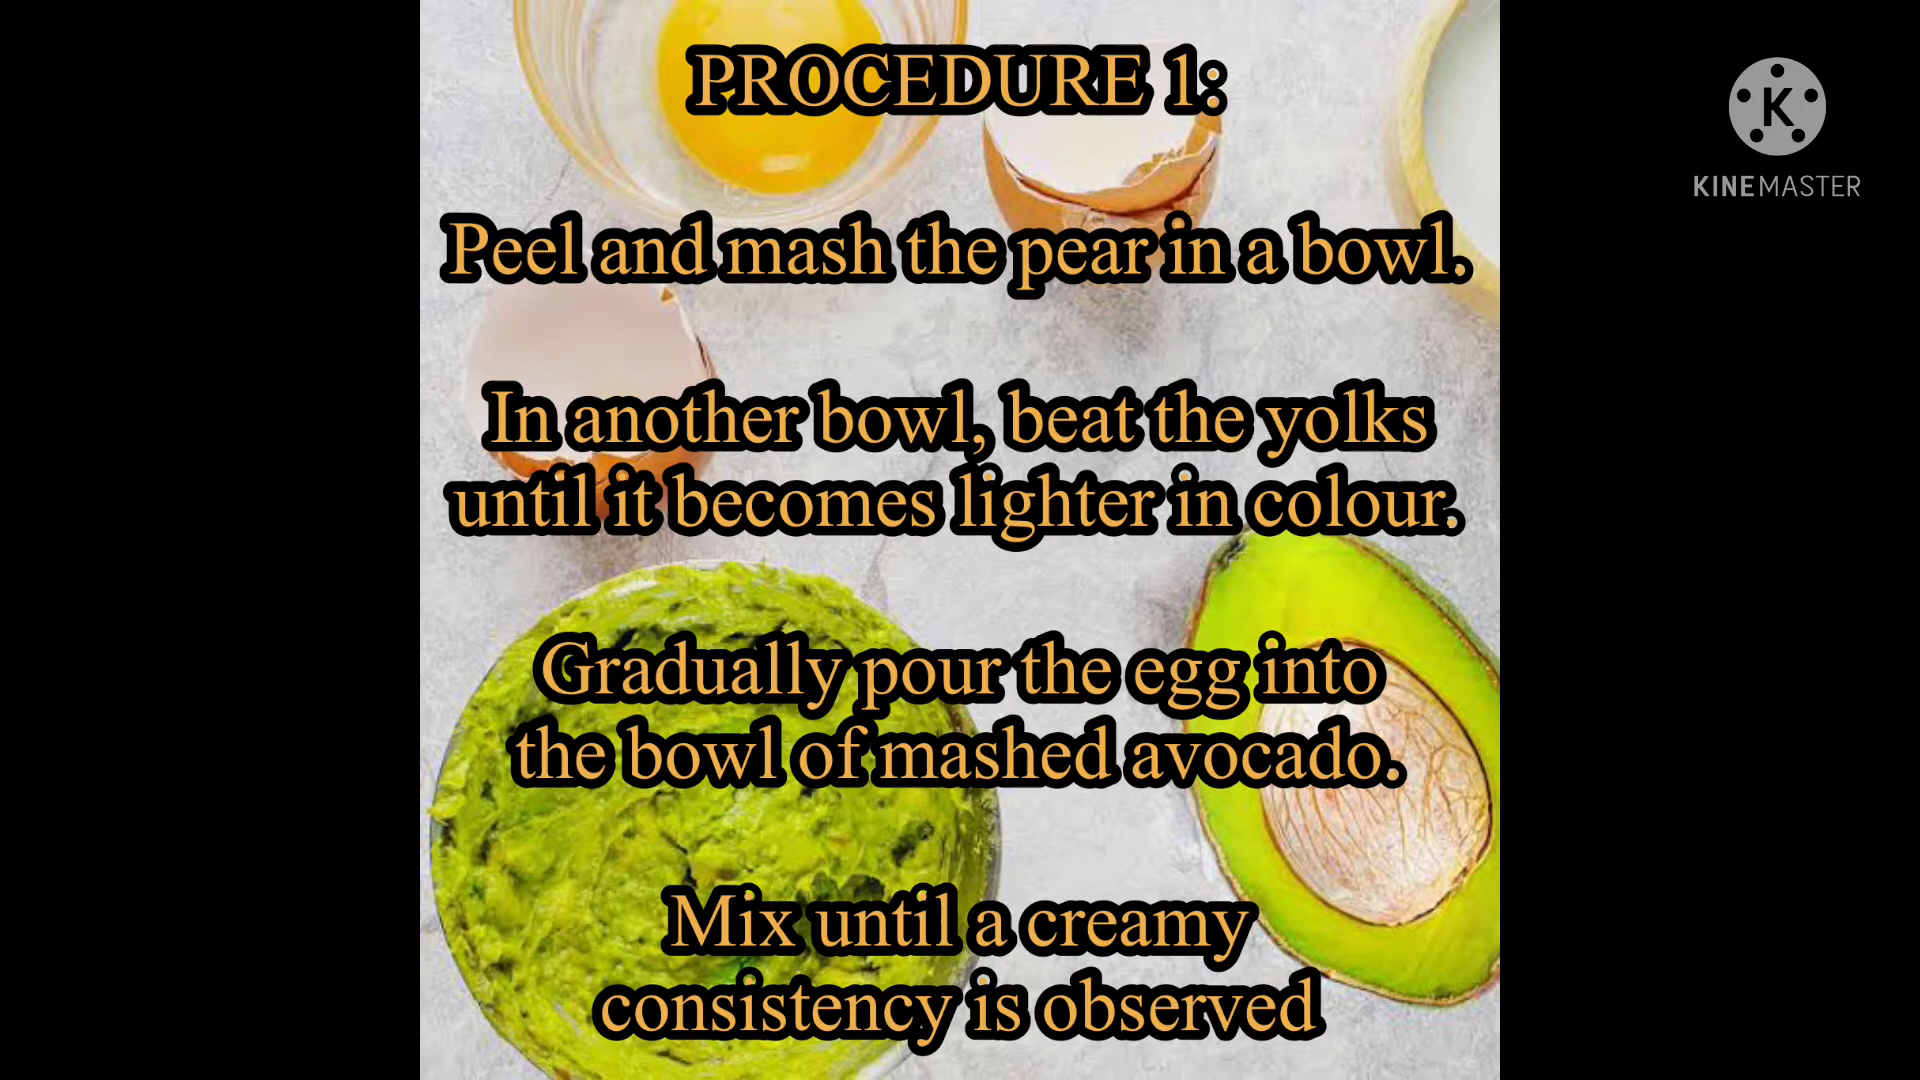 PROCEDURE 1:
Peel and mash the pear in a bowl.
In another bowl, beat the yolks
until it becomes lighter in colour.
Gradually pour the egg into
the bowl of mashed avocado.
Mix until a creamy
consistency is observed
K
KINEMASTER